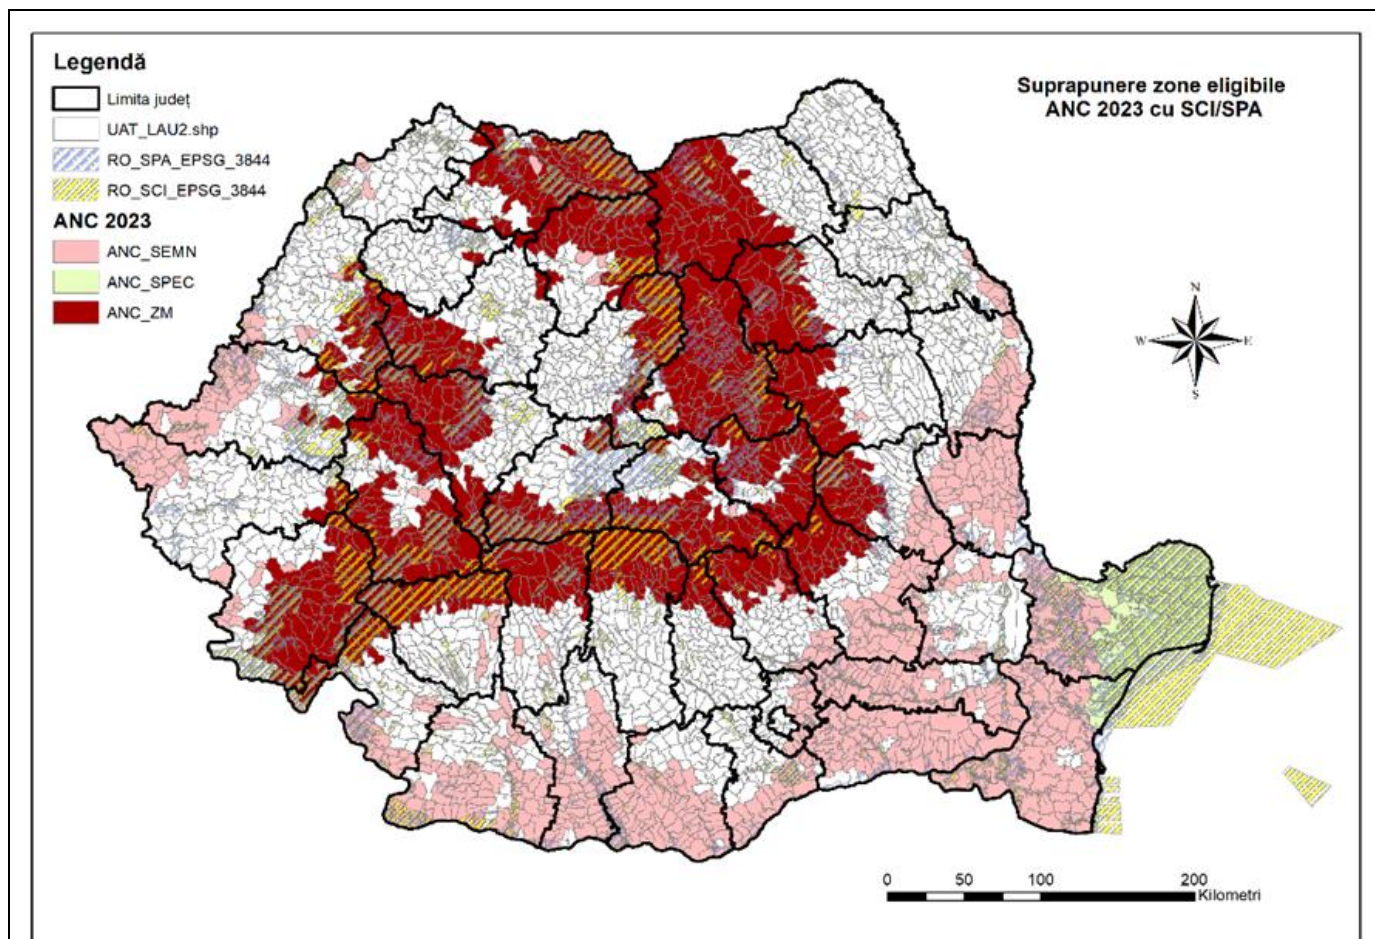 Legendă
Limita județ
UAT_LAU2.shp
RO_SPA_EPSG_3844
RO_SCI_EPSG_3844
ANC 2023
ANC_SEMN
ANC_SPEC
ANC_ZM
Suprapunere zone eligibile
ANC 2023 cu SCI/SPA
N
W E
S
0 50 100 200
Kilometri